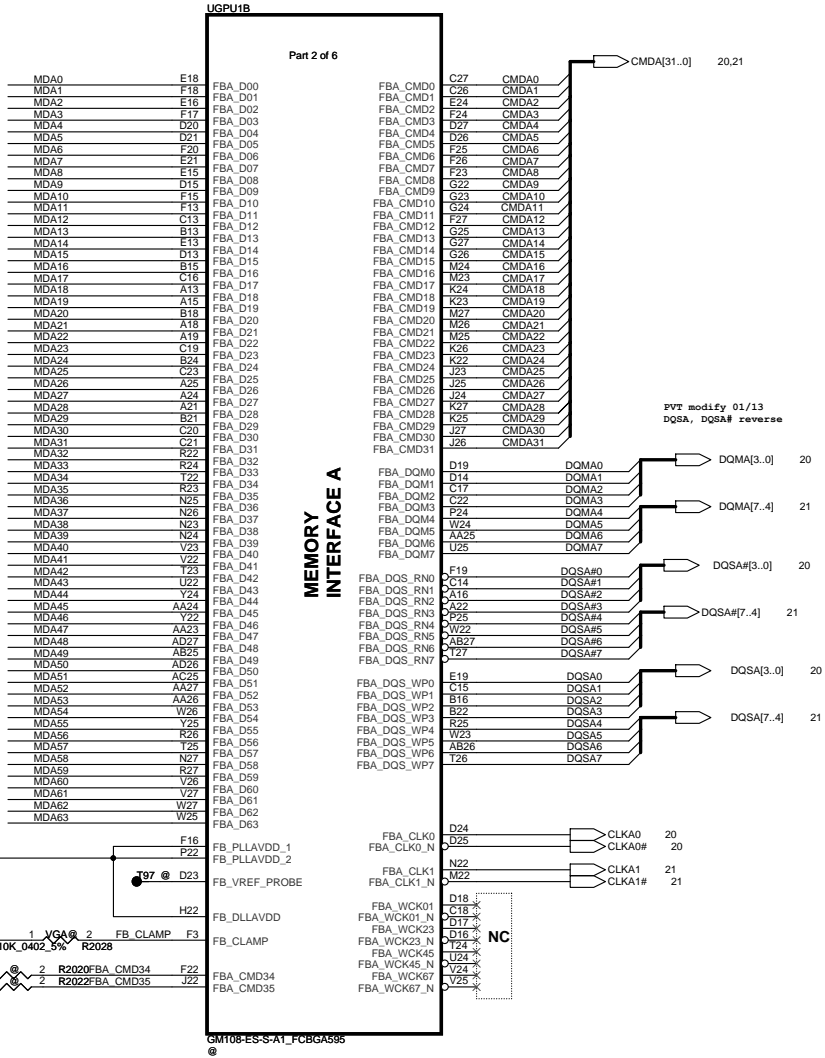 UGPU1B
Part 2 of 6
MEMORY
INTERFACE A
MDA0 E18 FBA_D00
MDA1 F18 FBA_D01
MDA2 E16 FBA_D02
MDA3 F17 FBA_D03
MDA4 D20 FBA_D04
MDA5 D21 FBA_D05
MDA6 F20 FBA_D06
MDA7 E21 FBA_D07
MDA8 E15 FBA_D08
MDA9 D15 FBA_D09
MDA10 F15 FBA_D10
MDA11 F13 FBA_D11
MDA12 C13 FBA_D12
MDA13 B13 FBA_D13
MDA14 E13 FBA_D14
MDA15 D13 FBA_D15
MDA16 B15 FBA_D16
MDA17 C16 FBA_D17
MDA18 A13 FBA_D18
MDA19 A15 FBA_D19
MDA20 B18 FBA_D20
MDA21 A18 FBA_D21
MDA22 A19 FBA_D22
MDA23 C19 FBA_D23
MDA24 B24 FBA_D24
MDA25 C23 FBA_D25
MDA26 A25 FBA_D26
MDA27 A24 FBA_D27
MDA28 A21 FBA_D28
MDA29 B21 FBA_D29
MDA30 C20 FBA_D30
MDA31 C21 FBA_D31
MDA32 R22 FBA_D32
MDA33 R24 FBA_D33
MDA34 T22 FBA_D34
MDA35 R23 FBA_D35
MDA36 N25 FBA_D36
MDA37 N26 FBA_D37
MDA38 N23 FBA_D38
MDA39 N24 FBA_D39
MDA40 V23 FBA_D40
MDA41 V22 FBA_D41
MDA42 T23 FBA_D42
MDA43 U22 FBA_D43
MDA44 Y24 FBA_D44
MDA45 AA24 FBA_D45
MDA46 Y22 FBA_D46
MDA47 AA23 FBA_D47
MDA48 AD27 FBA_D48
MDA49 AB25 FBA_D49
MDA50 AD26 FBA_D50
MDA51 AC25 FBA_D51
MDA52 AA27 FBA_D52
MDA53 AA26 FBA_D53
MDA54 W26 FBA_D54
MDA55 Y25 FBA_D55
MDA56 R26 FBA_D56
MDA57 T25 FBA_D57
MDA58 N27 FBA_D58
MDA59 R27 FBA_D59
MDA60 V26 FBA_D60
MDA61 V27 FBA_D61
MDA62 W27 FBA_D62
MDA63 W25 FBA_D63
F16 FB_PLLAVDD_1
P22 FB_PLLAVDD_2
T97 @ D23 FB_VREF_PROBE
H22 FB_DLLAVDD
1 VGA@ 2 FB_CLAMP F3 FB_CLAMP
10K_0402_5% R2028
@ 2 R2020 FBA_CMD34 F22 FBA_CMD34
@ 2 R2022 FBA_CMD35 J22 FBA_CMD35
FBA_CMD0 C27 CMDA0
FBA_CMD1 C26 CMDA1
FBA_CMD2 E24 CMDA2
FBA_CMD3 F24 CMDA3
FBA_CMD4 D27 CMDA4
FBA_CMD5 D26 CMDA5
FBA_CMD6 F25 CMDA6
FBA_CMD7 F26 CMDA7
FBA_CMD8 F23 CMDA8
FBA_CMD9 G22 CMDA9
FBA_CMD10 G23 CMDA10
FBA_CMD11 G24 CMDA11
FBA_CMD12 F27 CMDA12
FBA_CMD13 G25 CMDA13
FBA_CMD14 G27 CMDA14
FBA_CMD15 G26 CMDA15
FBA_CMD16 M24 CMDA16
FBA_CMD17 M23 CMDA17
FBA_CMD18 K24 CMDA18
FBA_CMD19 K23 CMDA19
FBA_CMD20 M27 CMDA20
FBA_CMD21 M26 CMDA21
FBA_CMD22 M25 CMDA22
FBA_CMD23 K26 CMDA23
FBA_CMD24 K22 CMDA24
FBA_CMD25 J23 CMDA25
FBA_CMD26 J25 CMDA26
FBA_CMD27 J24 CMDA27
FBA_CMD28 K27 CMDA28
FBA_CMD29 K25 CMDA29
FBA_CMD30 J27 CMDA30
FBA_CMD31 J26 CMDA31
CMDA[31..0] 20,21
PVT modify 01/13
DQSA, DQSA# reverse
FBA_DQM0 D19 DQMA0
FBA_DQM1 D14 DQMA1
FBA_DQM2 C17 DQMA2
FBA_DQM3 C22 DQMA3
FBA_DQM4 P24 DQMA4
FBA_DQM5 W24 DQMA5
FBA_DQM6 AA25 DQMA6
FBA_DQM7 U25 DQMA7
DQMA[3..0] 20
DQMA[7..4] 21
FBA_DQS_RN0 F19 DQSA#0
FBA_DQS_RN1 C14 DQSA#1
FBA_DQS_RN2 A16 DQSA#2
FBA_DQS_RN3 A22 DQSA#3
FBA_DQS_RN4 P25 DQSA#4
FBA_DQS_RN5 W22 DQSA#5
FBA_DQS_RN6 AB27 DQSA#6
FBA_DQS_RN7 T27 DQSA#7
DQSA#[3..0] 20
DQSA#[7..4] 21
FBA_DQS_WP0 E19 DQSA0
FBA_DQS_WP1 C15 DQSA1
FBA_DQS_WP2 B16 DQSA2
FBA_DQS_WP3 B22 DQSA3
FBA_DQS_WP4 R25 DQSA4
FBA_DQS_WP5 W23 DQSA5
FBA_DQS_WP6 AB26 DQSA6
FBA_DQS_WP7 T26 DQSA7
DQSA[3..0] 20
DQSA[7..4] 21
FBA_CLK0 D24 CLKA0 20
FBA_CLK0_N D25 CLKA0# 20
FBA_CLK1 N22 CLKA1 21
FBA_CLK1_N M22 CLKA1# 21
FBA_WCK01 D18
FBA_WCK01_N C18
FBA_WCK23 D17
FBA_WCK23_N D16
FBA_WCK45 T24
FBA_WCK45_N U24
FBA_WCK67 V24
FBA_WCK67_N V25
NC
GM108-ES-S-A1_FCBGA595
@